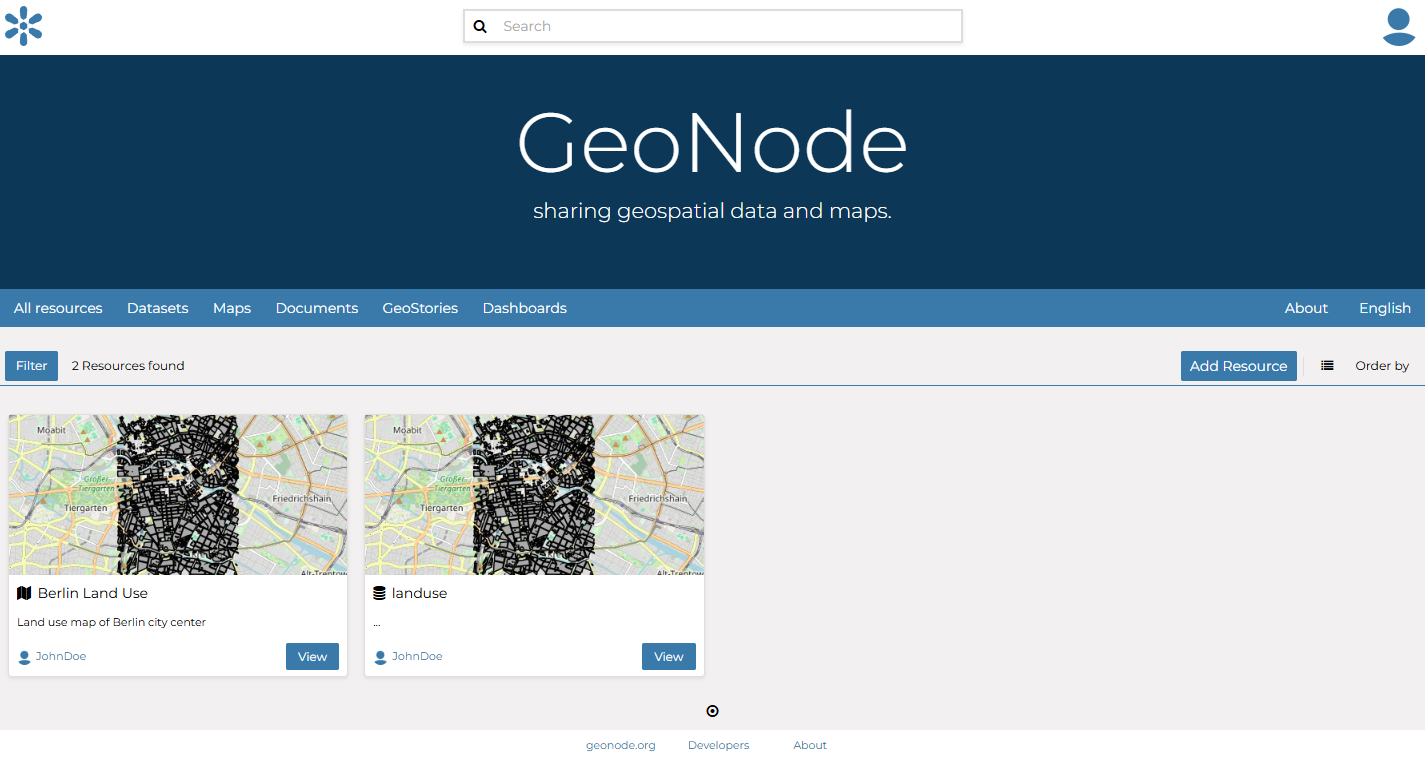 Search
GeoNode
sharing geospatial data and maps.
All resources Datasets Maps Documents GeoStories Dashboards About English
Filter 2 Resources found Add Resource Order by
Moabit
Großer
Tiergarten
Tiergarten
Friedrichshain
Alt-Treptow
Berlin Land Use
Land use map of Berlin city center
JohnDoe View
Moabit
Großer
Tiergarten
Tiergarten
Friedrichshain
Alt-Treptow
landuse
...
JohnDoe View
geonode.org Developers About